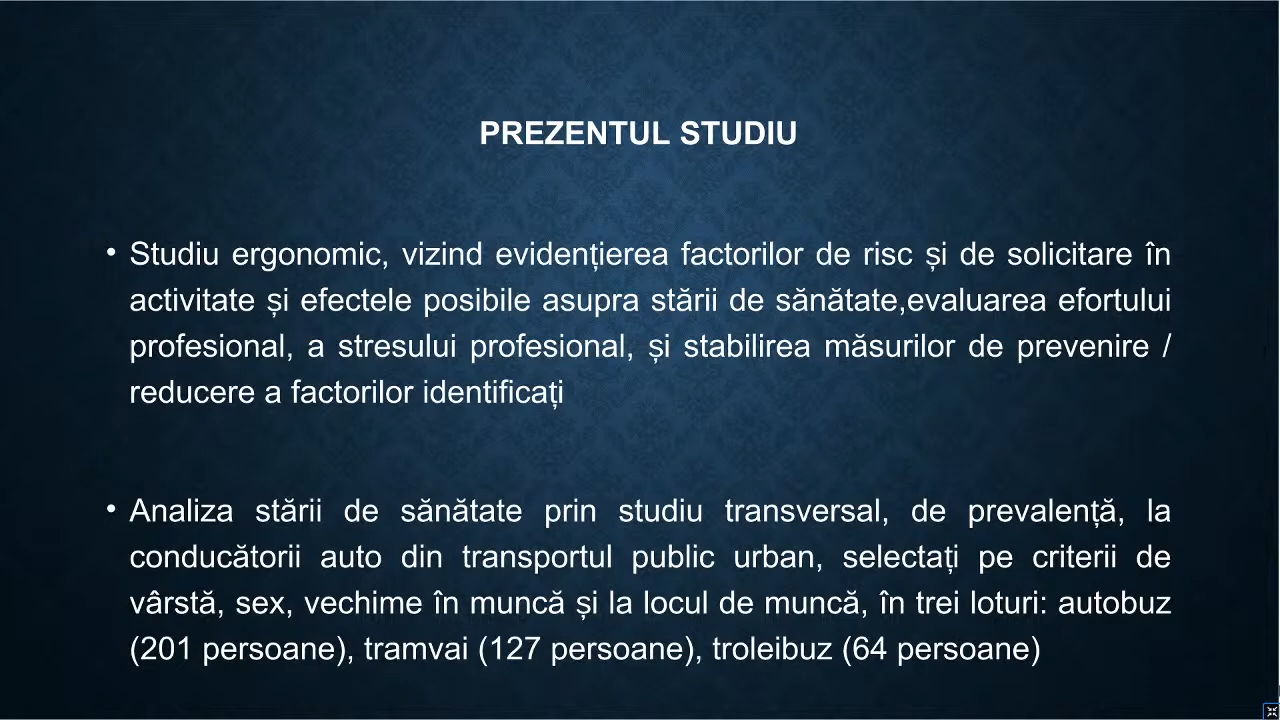 PREZENTUL STUDIU
• Studiu ergonomic, vizind evidențierea factorilor de risc și de solicitare în
activitate și efectele posibile asupra stării de sănătate,evaluarea efortului
profesional, a stresului profesional, și stabilirea măsurilor de prevenire /
reducere a factorilor identificați
• Analiza stării de sănătate prin studiu transversal, de prevalență, la
conducătorii auto din transportul public urban, selectați pe criterii de
vârstă, sex, vechime în muncă și la locul de muncă, în trei loturi: autobuz
(201 persoane), tramvai (127 persoane), troleibuz (64 persoane)